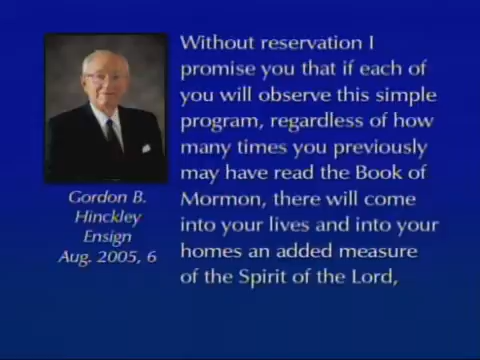 Without reservation I
promise you that if each of
you will observe this simple
program, regardless of how
many times you previously
may have read the Book of
Mormon, there will come
into your lives and into your
homes an added measure
of the Spirit of the Lord,
Gordon B.
Hinckley
Ensign
Aug. 2005, 6